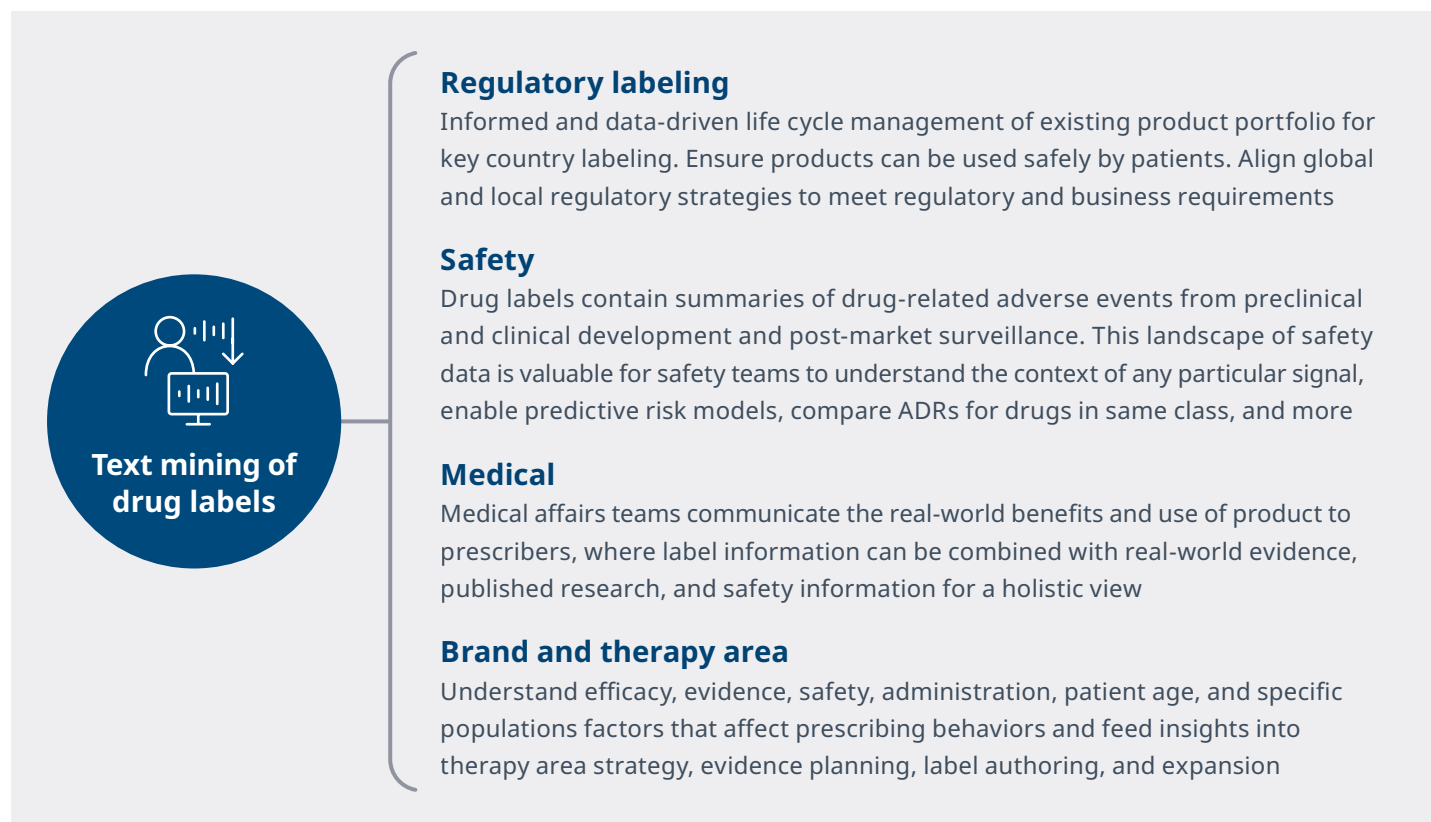 Text mining of
drug labels
Regulatory labeling
Informed and data-driven life cycle management of existing product portfolio for
key country labeling. Ensure products can be used safely by patients. Align global
and local regulatory strategies to meet regulatory and business requirements
Safety
Drug labels contain summaries of drug-related adverse events from preclinical
and clinical development and post-market surveillance. This landscape of safety
data is valuable for safety teams to understand the context of any particular signal,
enable predictive risk models, compare ADRs for drugs in same class, and more
Medical
Medical affairs teams communicate the real-world benefits and use of product to
prescribers, where label information can be combined with real-world evidence,
published research, and safety information for a holistic view
Brand and therapy area
Understand efficacy, evidence, safety, administration, patient age, and specific
populations factors that affect prescribing behaviors and feed insights into
therapy area strategy, evidence planning, label authoring, and expansion